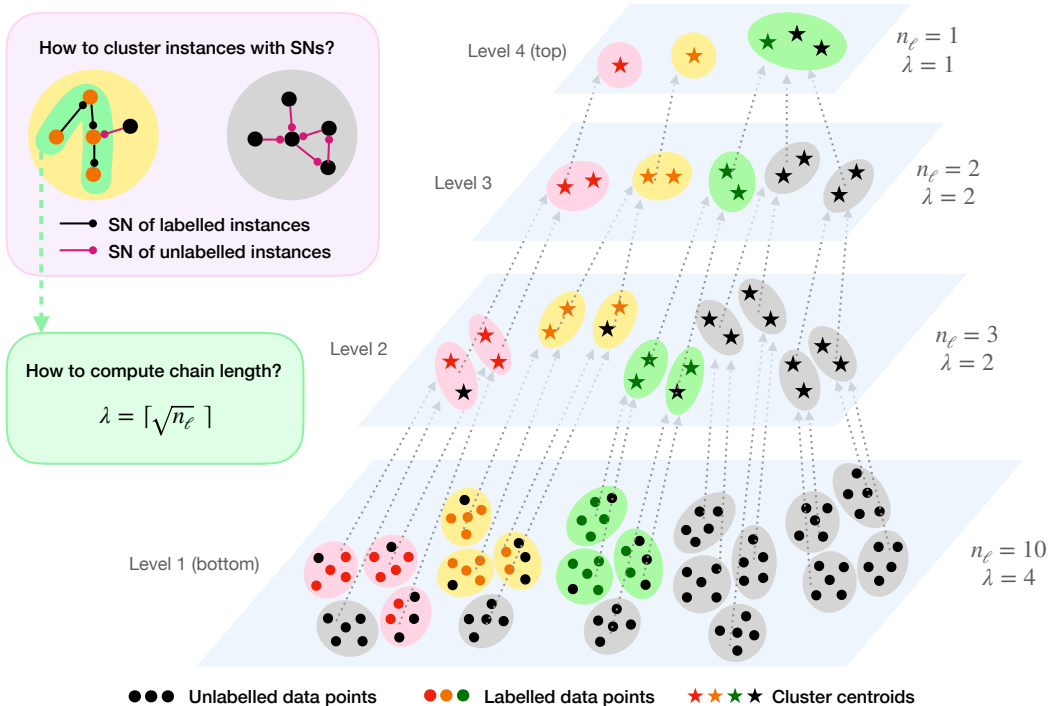 How to cluster instances with SNs?
SN of labelled instances
SN of unlabelled instances
How to compute chain length?
λ = ⌈√n_ℓ ⌉
Level 4 (top)
n_ℓ = 1
λ = 1
Level 3
n_ℓ = 2
λ = 2
Level 2
n_ℓ = 3
λ = 2
Level 1 (bottom)
n_ℓ = 10
λ = 4
Unlabelled data points
Labelled data points
Cluster centroids